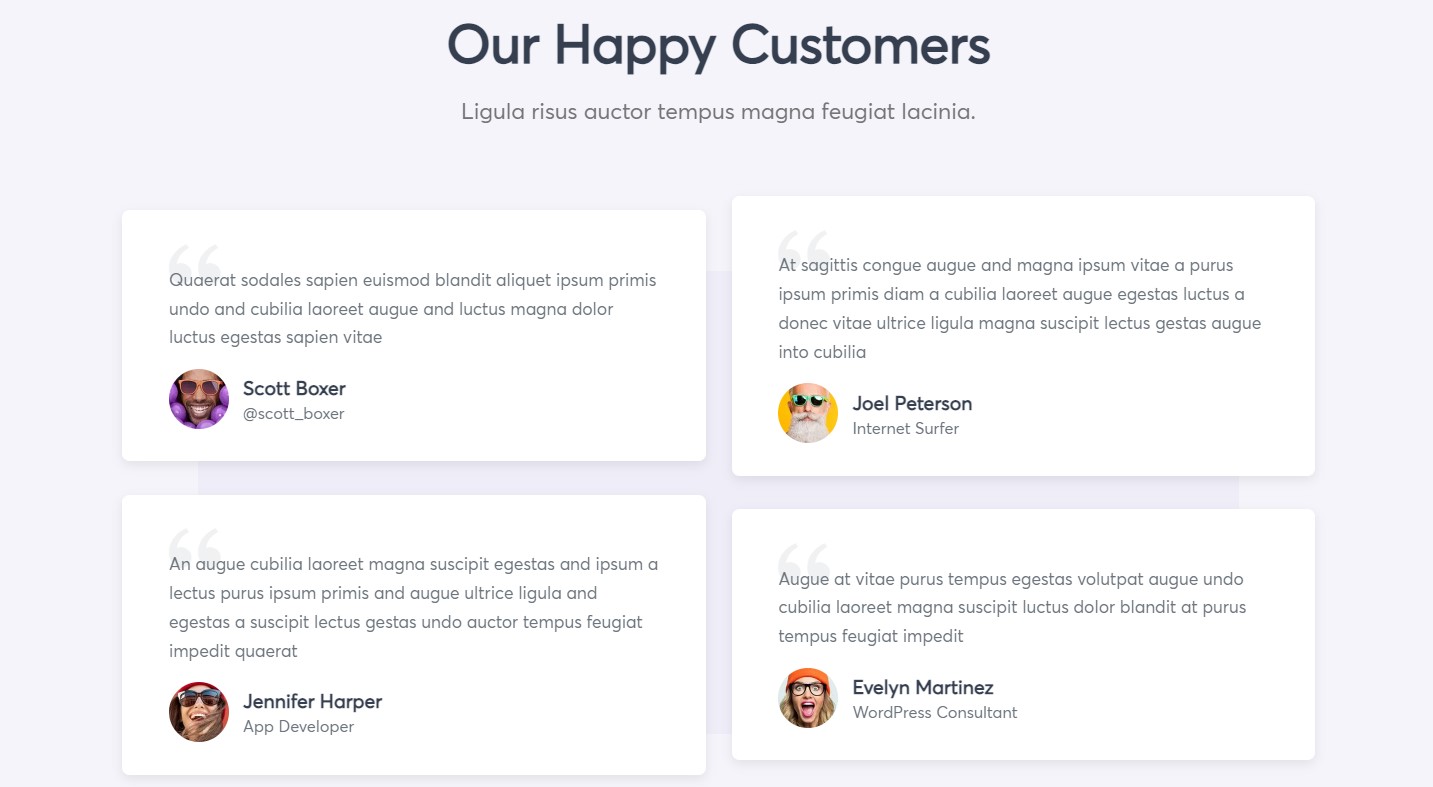 Our Happy Customers
Ligula risus auctor tempus magna feugiat lacinia.
Quaerat sodales sapien euismod blandit aliquet ipsum primis
undo and cubilia laoreet augue and luctus magna dolor
luctus egestas sapien vitae
Scott Boxer
@scott_boxer
At sagittis congue augue and magna ipsum vitae a purus
ipsum primis diam a cubilia laoreet augue egestas luctus a
donec vitae ultrice ligula magna suscipit lectus gestas augue
into cubilia
Joel Peterson
Internet Surfer
An augue cubilia laoreet magna suscipit egestas and ipsum a
lectus purus ipsum primis and augue ultrice ligula and
egestas a suscipit lectus gestas undo auctor tempus feugiat
impedit quaerat
Jennifer Harper
App Developer
Augue at vitae purus tempus egestas volutpat augue undo
cubilia laoreet magna suscipit luctus dolor blandit at purus
tempus feugiat impedit
Evelyn Martinez
WordPress Consultant